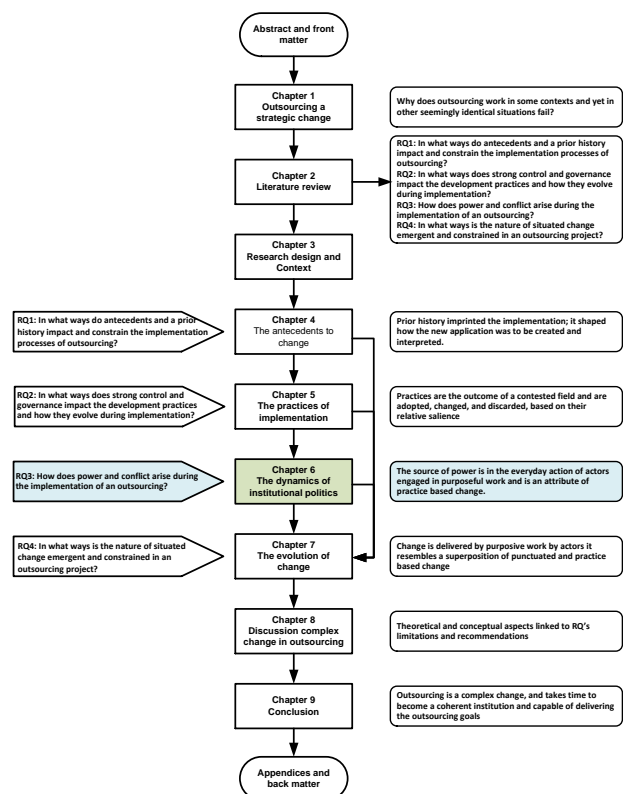 Abstract and front
matter
Chapter 1
Outsourcing a
strategic change
Why does outsourcing work in some contexts and yet in
other seemingly identical situations fail?
Chapter 2
Literature review
RQ1: In what ways do antecedents and a prior history
impact and constrain the implementation processes of
outsourcing?
RQ2: In what ways does strong control and governance
impact the development practices and how they evolve
during implementation?
RQ3: How does power and conflict arise during the
implementation of an outsourcing?
RQ4: In what ways is the nature of situated change
emergent and constrained in an outsourcing project?
Chapter 3
Research design and
Context
RQ1: In what ways do antecedents and a prior
history impact and constrain the implementation
processes of outsourcing?
Chapter 4
The antecedents to
change
Prior history imprinted the implementation; it shaped
how the new application was to be created and
interpreted.
RQ2: In what ways does strong control and
governance impact the development practices
and how they evolve during implementation?
Chapter 5
The practices of
implementation
Practices are the outcome of a contested field and are
adopted, changed, and discarded, based on their
relative salience
RQ3: How does power and conflict arise during
the implementation of an outsourcing?
Chapter 6
The dynamics of
institutional politics
The source of power is in the everyday action of actors
engaged in purposeful work and is an attribute of
practice based change.
RQ4: In what ways is the nature of situated
change emergent and constrained in an
outsourcing project?
Chapter 7
The evolution of
change
Change is delivered by purposive work by actors it
resembles a superposition of punctuated and practice
based change
Chapter 8
Discussion complex
change in outsourcing
Theoretical and conceptual aspects linked to RQ's
limitations and recommendations
Chapter 9
Conclusion
Outsourcing is a complex change, and takes time to
become a coherent institution and capable of delivering
the outsourcing goals
Appendices and
back matter